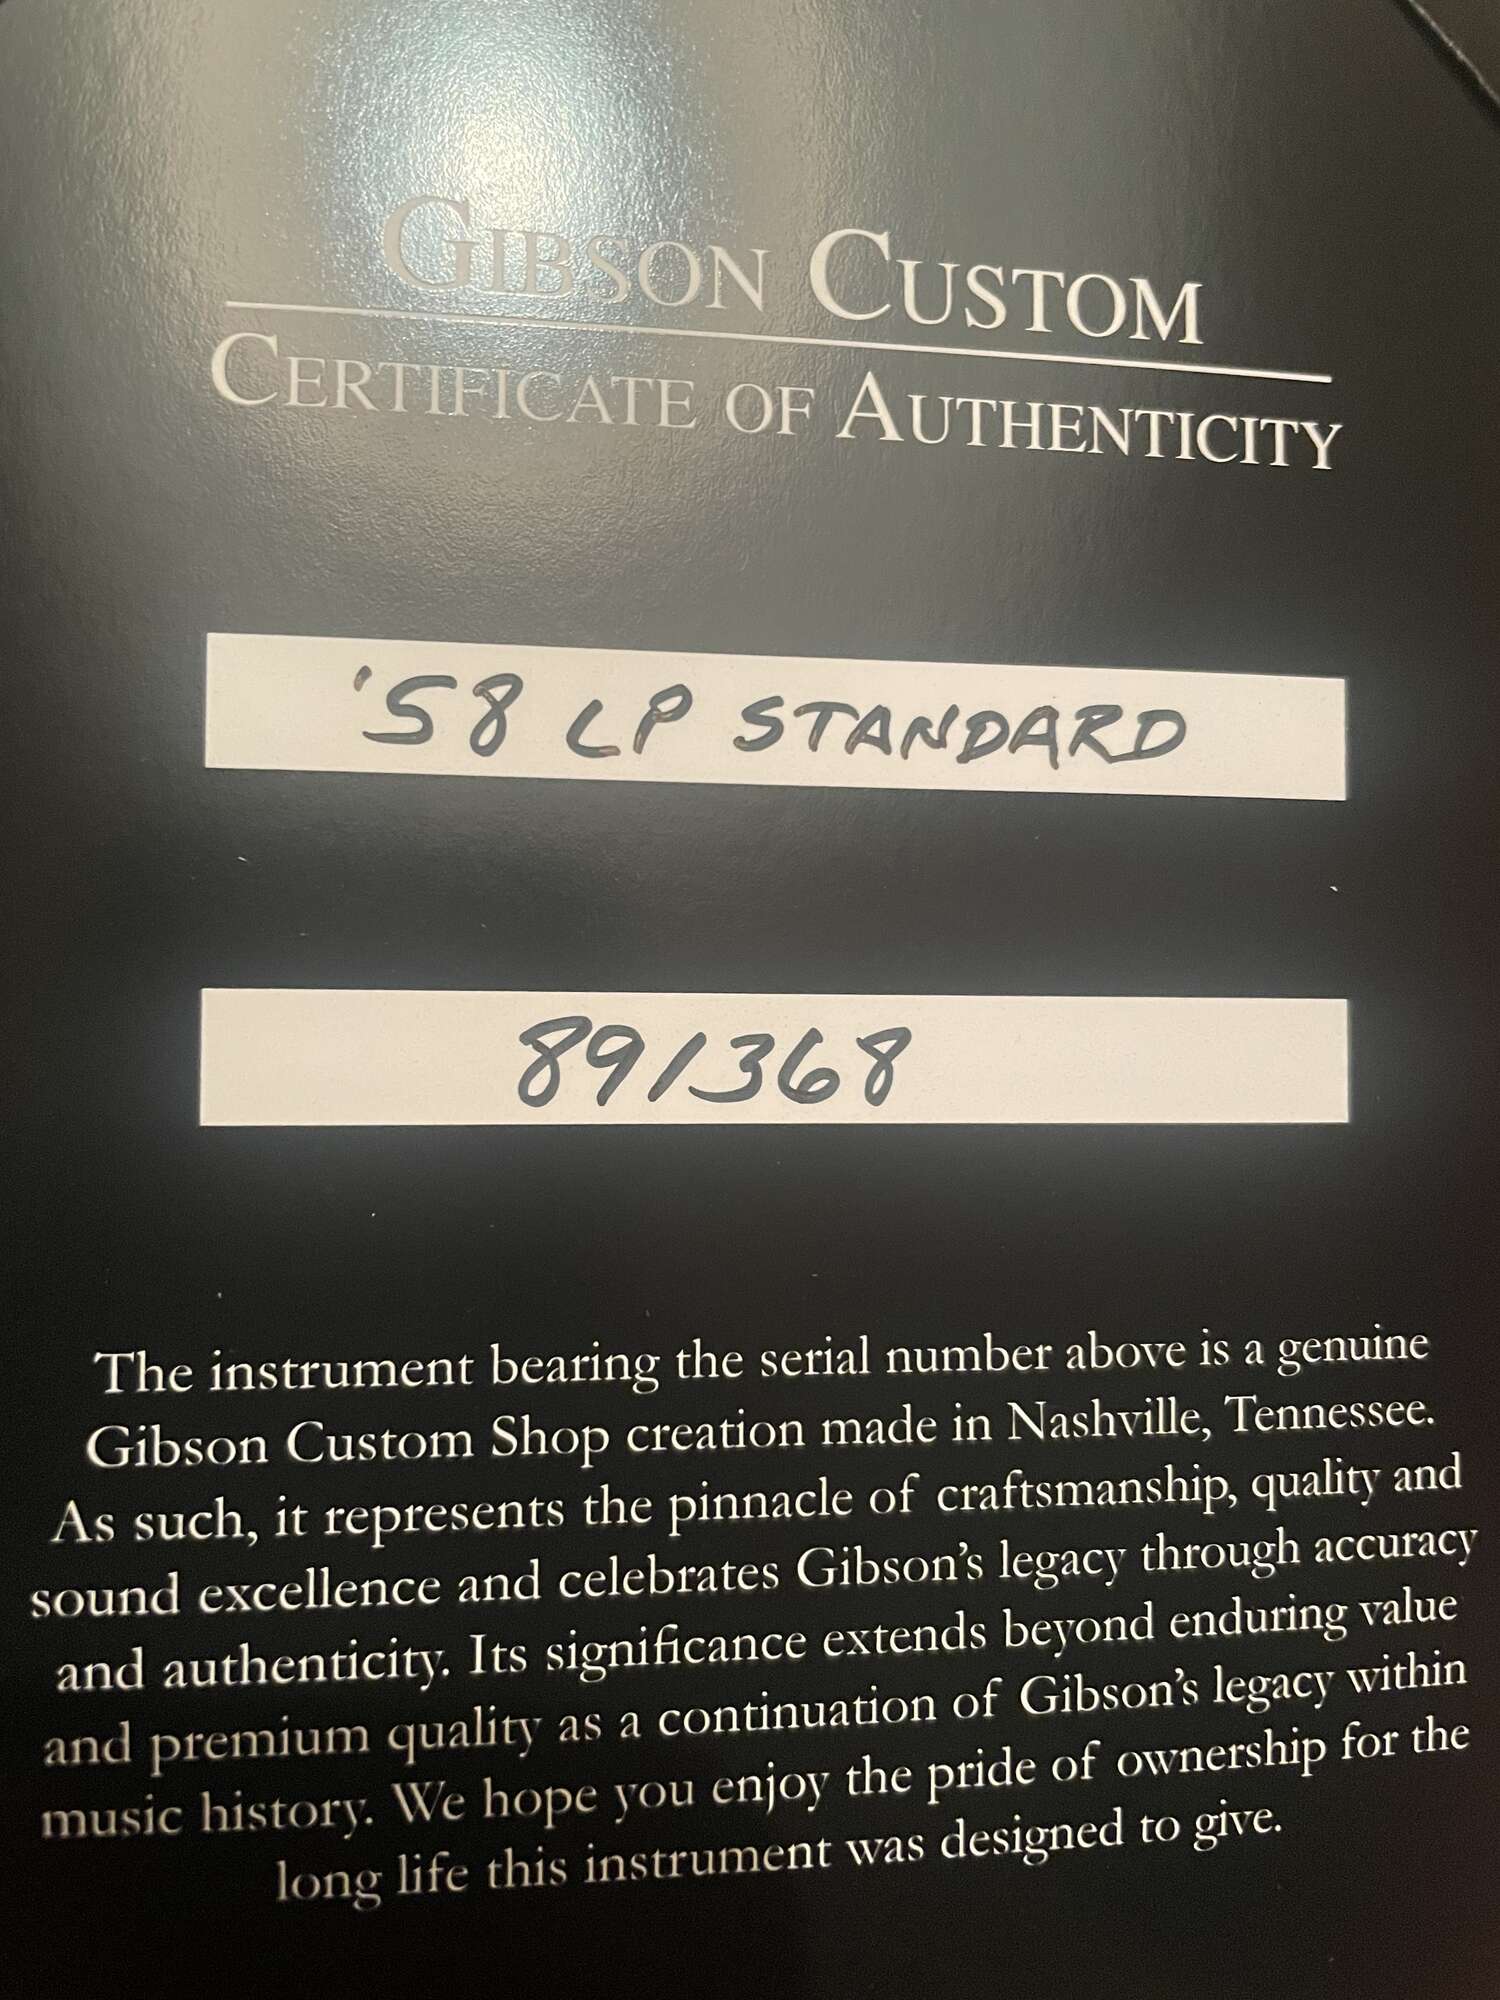 GIBSON CUSTOM
CERTIFICATE OF AUTHENTICITY
'58 LP STANDARD
891368
The instrument bearing the serial number above is a genuine
Gibson Custom Shop creation made in Nashville, Tennessee.
As such, it represents the pinnacle of craftsmanship, quality and
sound excellence and celebrates Gibson's legacy through accuracy
and authenticity. Its significance extends beyond enduring value
and premium quality as a continuation of Gibson's legacy within
music history. We hope you enjoy the pride of ownership for the
long life this instrument was designed to give.